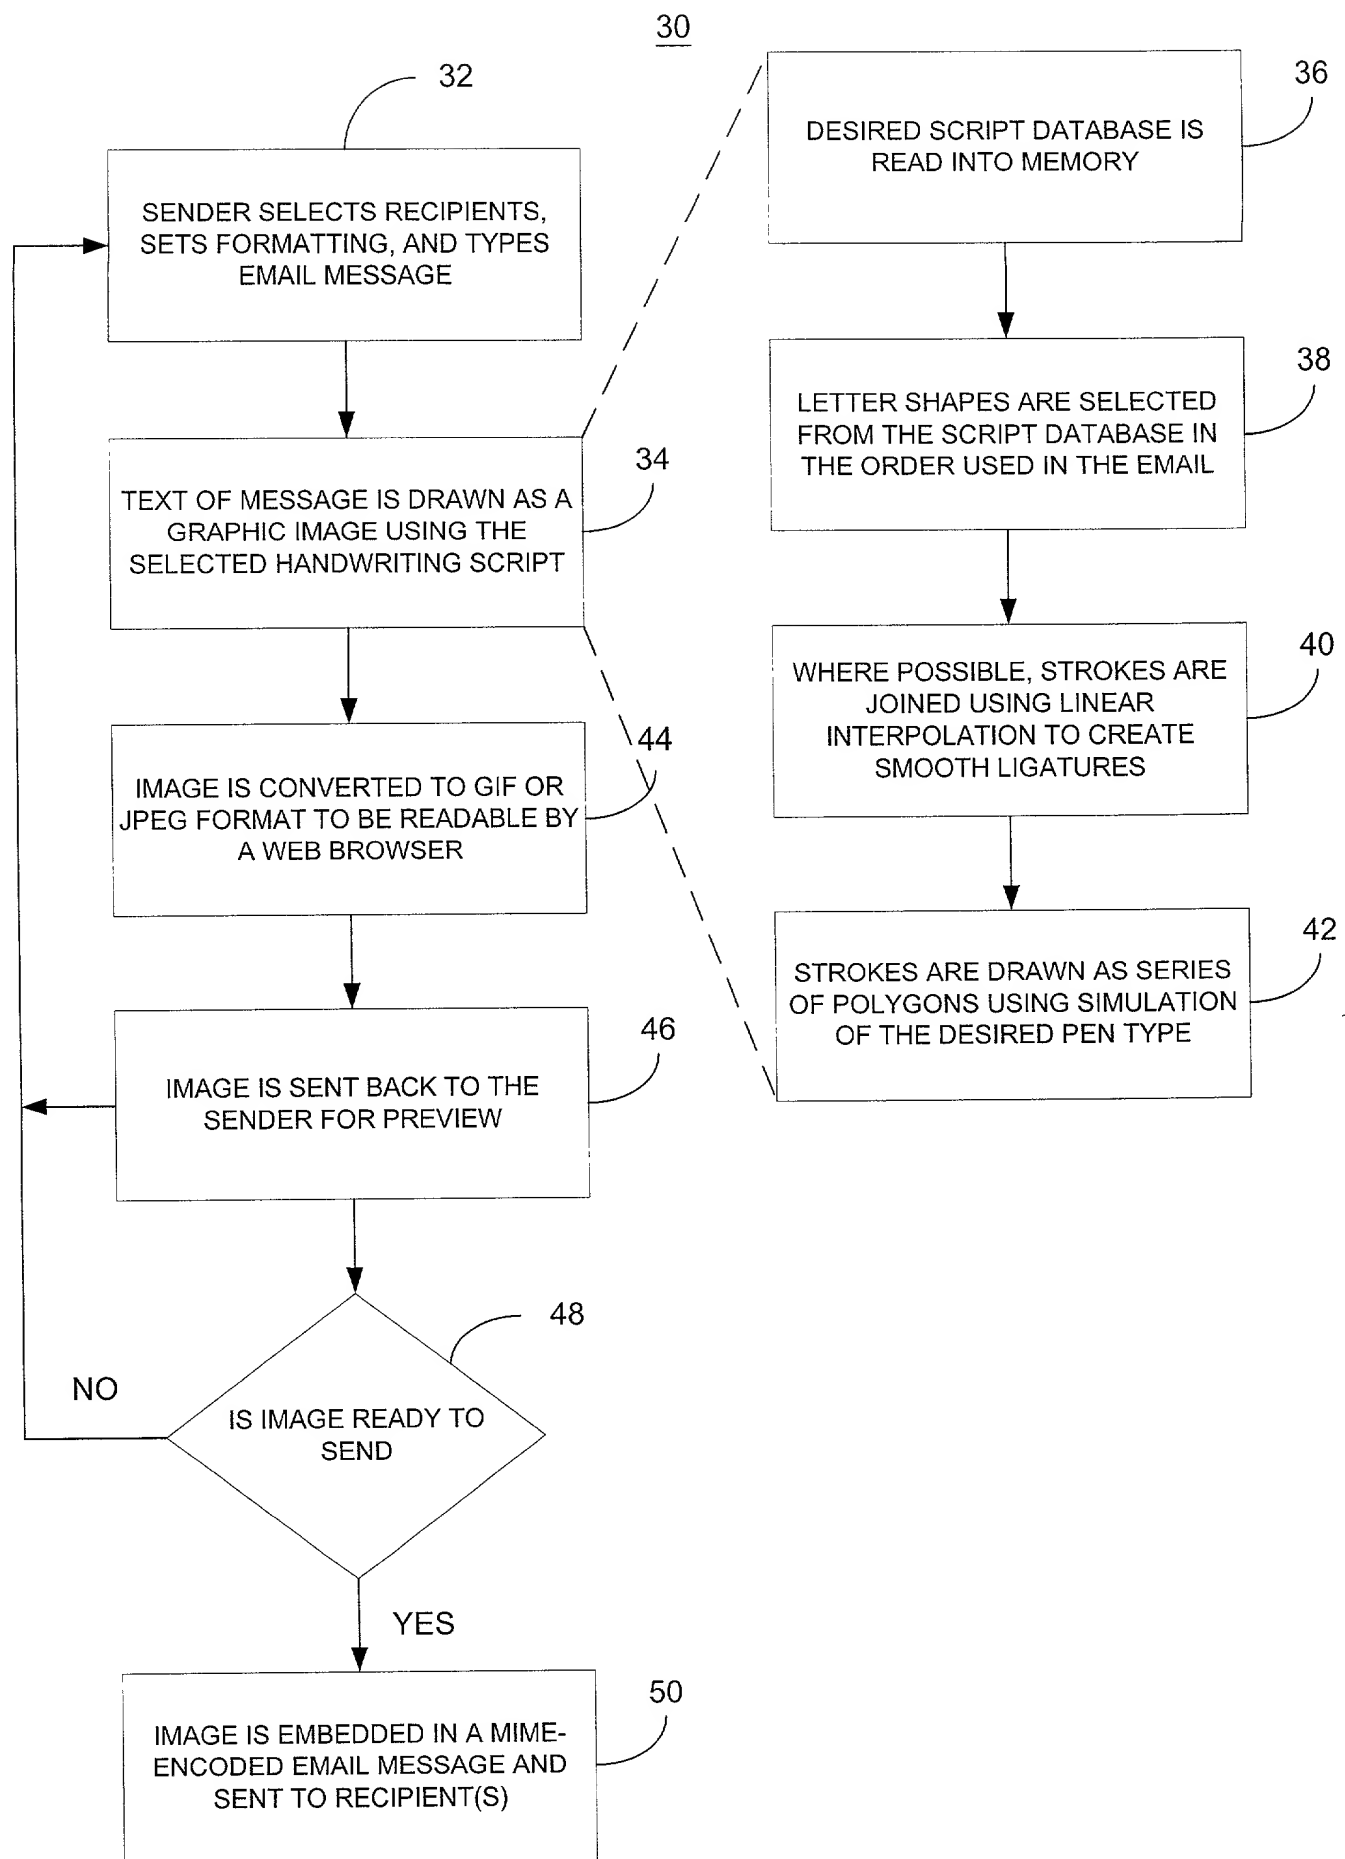 30
32
SENDER SELECTS RECIPIENTS,
SETS FORMATTING, AND TYPES
EMAIL MESSAGE
34
TEXT OF MESSAGE IS DRAWN AS A
GRAPHIC IMAGE USING THE
SELECTED HANDWRITING SCRIPT
36
DESIRED SCRIPT DATABASE IS
READ INTO MEMORY
38
LETTER SHAPES ARE SELECTED
FROM THE SCRIPT DATABASE IN
THE ORDER USED IN THE EMAIL
40
WHERE POSSIBLE, STROKES ARE
JOINED USING LINEAR
INTERPOLATION TO CREATE
SMOOTH LIGATURES
42
STROKES ARE DRAWN AS SERIES
OF POLYGONS USING SIMULATION
OF THE DESIRED PEN TYPE
44
IMAGE IS CONVERTED TO GIF OR
JPEG FORMAT TO BE READABLE BY
A WEB BROWSER
46
IMAGE IS SENT BACK TO THE
SENDER FOR PREVIEW
48
IS IMAGE READY TO
SEND
NO
YES
50
IMAGE IS EMBEDDED IN A MIME-
ENCODED EMAIL MESSAGE AND
SENT TO RECIPIENT(S)